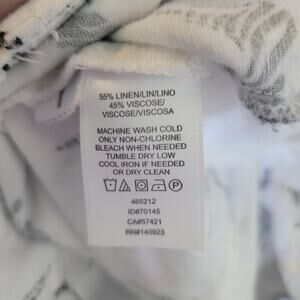 55% LINEN/LIN/LINO
45% VISCOSE/
VISCOSE/VISCOSA
MACHINE WASH COLD
ONLY NON-CHLORINE
BLEACH WHEN NEEDED
TUMBLE DRY LOW
COOL IRON IF NEEDED
OR DRY CLEAN
465212
ID#70145
CA#57421
RN#140923